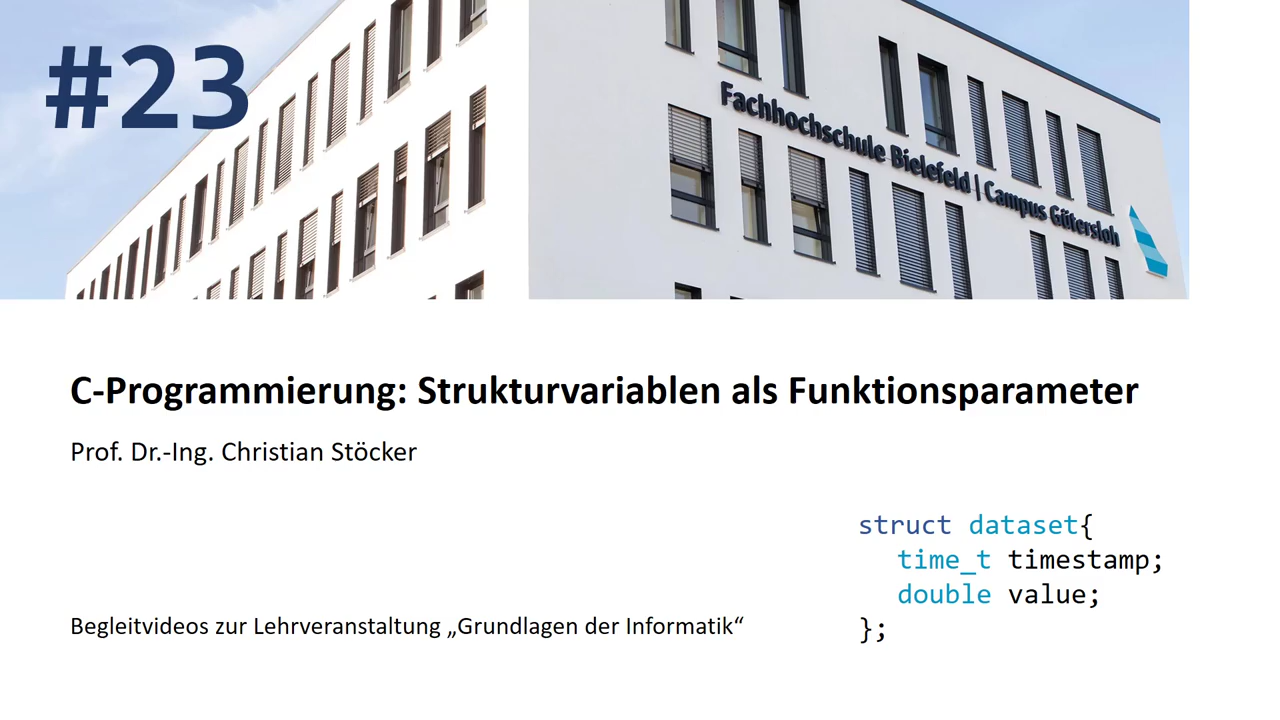 #23
Fachhochschule Bielefeld | Campus Gütersloh
C-Programmierung: Strukturvariablen als Funktionsparameter
Prof. Dr.-Ing. Christian Stöcker
struct dataset{
time_t timestamp;
double value;
};
Begleitvideos zur Lehrveranstaltung „Grundlagen der Informatik“